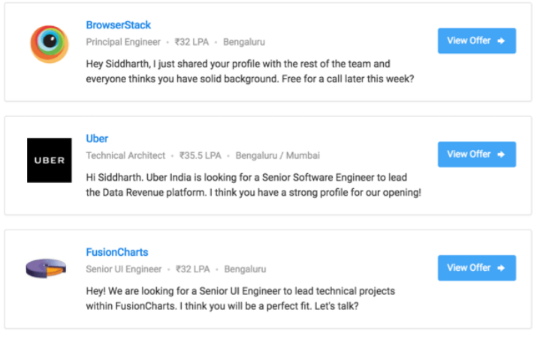 BrowserStack
Principal Engineer • ₹32 LPA • Bengaluru
View Offer
Hey Siddharth, I just shared your profile with the rest of the team and
everyone thinks you have solid background. Free for a call later this week?
Uber
UBER
Technical Architect • ₹35.5 LPA • Bengaluru / Mumbai
View Offer
Hi Siddharth. Uber India is looking for a Senior Software Engineer to lead
the Data Revenue platform. I think you have a strong profile for our opening!
FusionCharts
Senior UI Engineer • ₹32 LPA • Bengaluru
View Offer
Hey! We are looking for a Senior UI Engineer to lead technical projects
within FusionCharts. I think you will be a perfect fit. Let's talk?